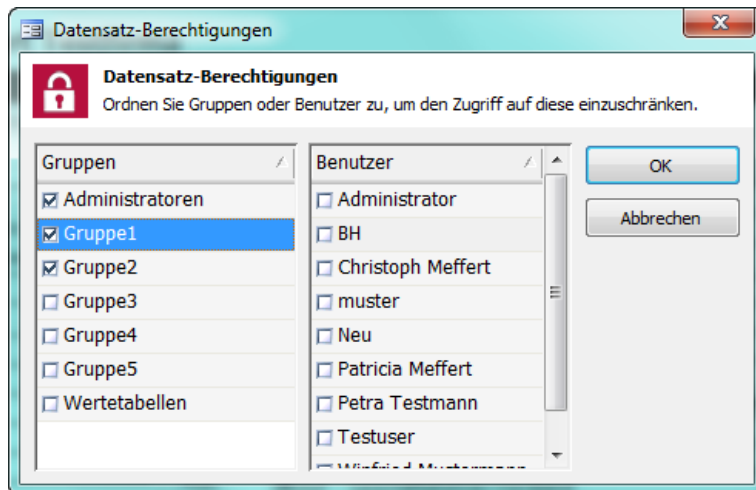 Datensatz-Berechtigungen
Datensatz-Berechtigungen
Ordnen Sie Gruppen oder Benutzer zu, um den Zugriff auf diese einzuschränken.
Gruppen
Administratoren
Gruppe1
Gruppe2
Gruppe3
Gruppe4
Gruppe5
Wertetabellen
Benutzer
Administrator
BH
Christoph Meffert
muster
Neu
Patricia Meffert
Petra Testmann
Testuser
Winfried Mustermann
OK
Abbrechen